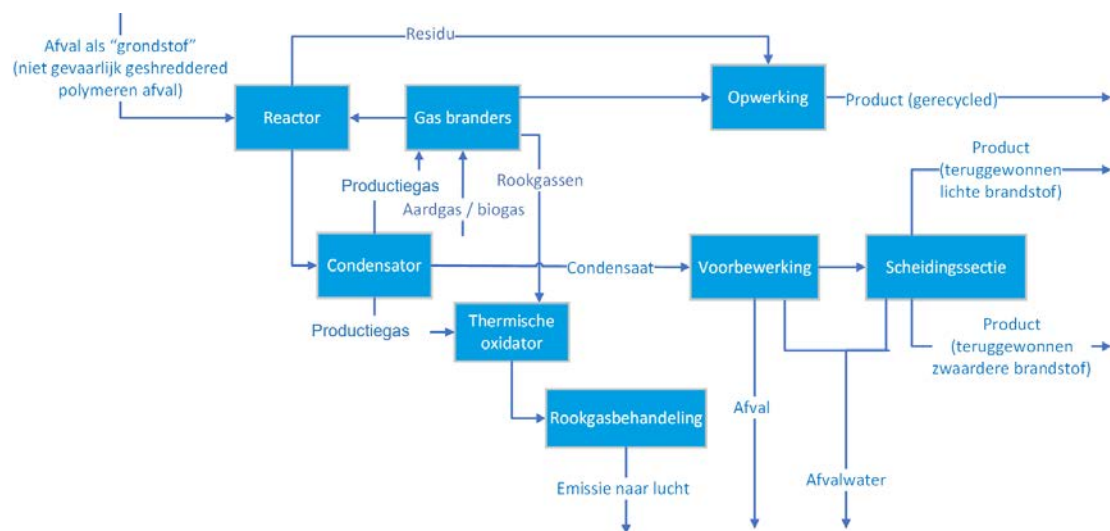 Afval als “grondstof”
(niet gevaarlijk geshredderd
polymeren afval)
Residu
Reactor
Gas branders
Opwerking
Product (gerecycled)
Productiegas
Rookgassen
Aardgas / biogas
Product
(teruggewonnen
lichte brandstof)
Condensator
Condensaat
Voorbewerking
Scheidingssectie
Productiegas
Thermische
oxidator
Product
(teruggewonnen
zwaardere brandstof)
Rookgasbehandeling
Afval
Afvalwater
Emissie naar lucht